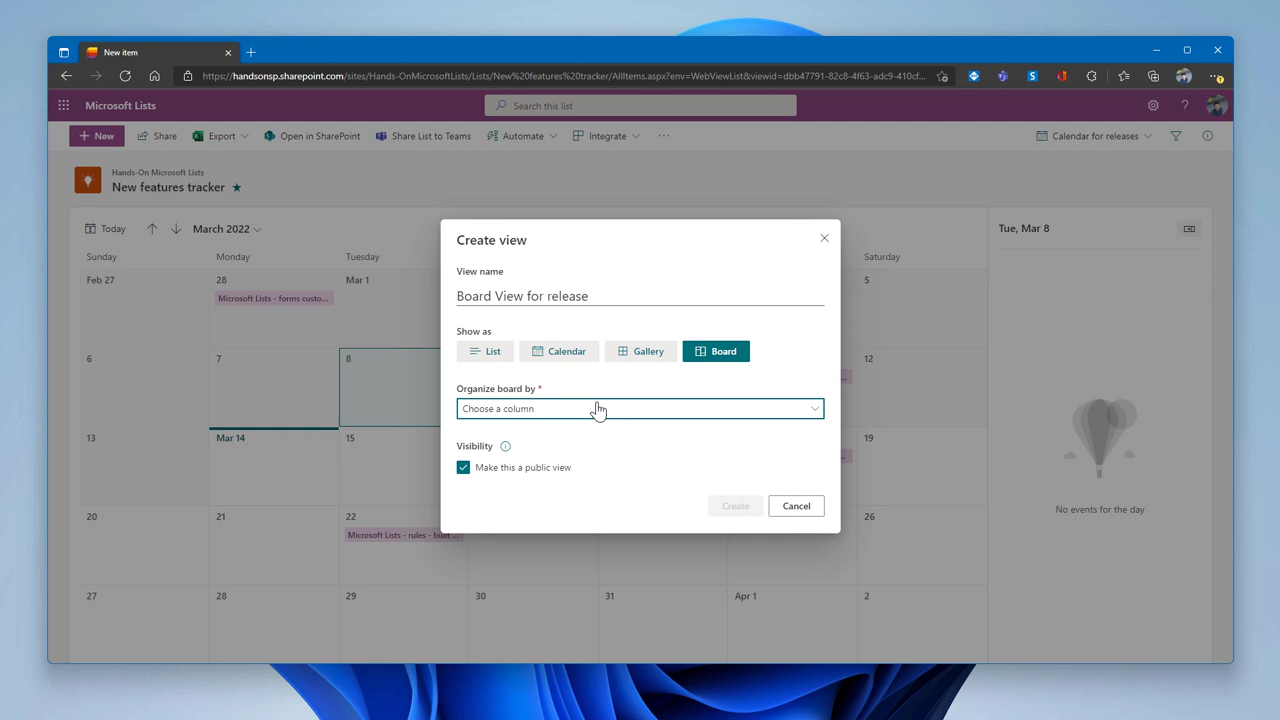 New item
https://handsonsp.sharepoint.com/sites/Hands-OnMicrosoftLists/Lists/New%20features%20tracker/AllItems.aspx?env=WebViewList&viewid=dbb47791-82c8-4f63-adc9-410cf...
Microsoft Lists
Search this list
New Share Export Open in SharePoint Share List to Teams Automate Integrate ... Calendar for releases
Hands-On Microsoft Lists
New features tracker
Today March 2022
Tue, Mar 8
Sunday Monday Tuesday Saturday
Feb 27 28 Mar 1 5
Microsoft Lists - forms custo...
6 7 8 12
13 Mar 14 15 19
20 21 22 26
Microsoft Lists - rules - built ...
27 28 29 30 31 Apr 1 2
No events for the day
Create view
View name
Board View for release
Show as
List Calendar Gallery Board
Organize board by *
Choose a column
Visibility
Make this a public view
Create Cancel